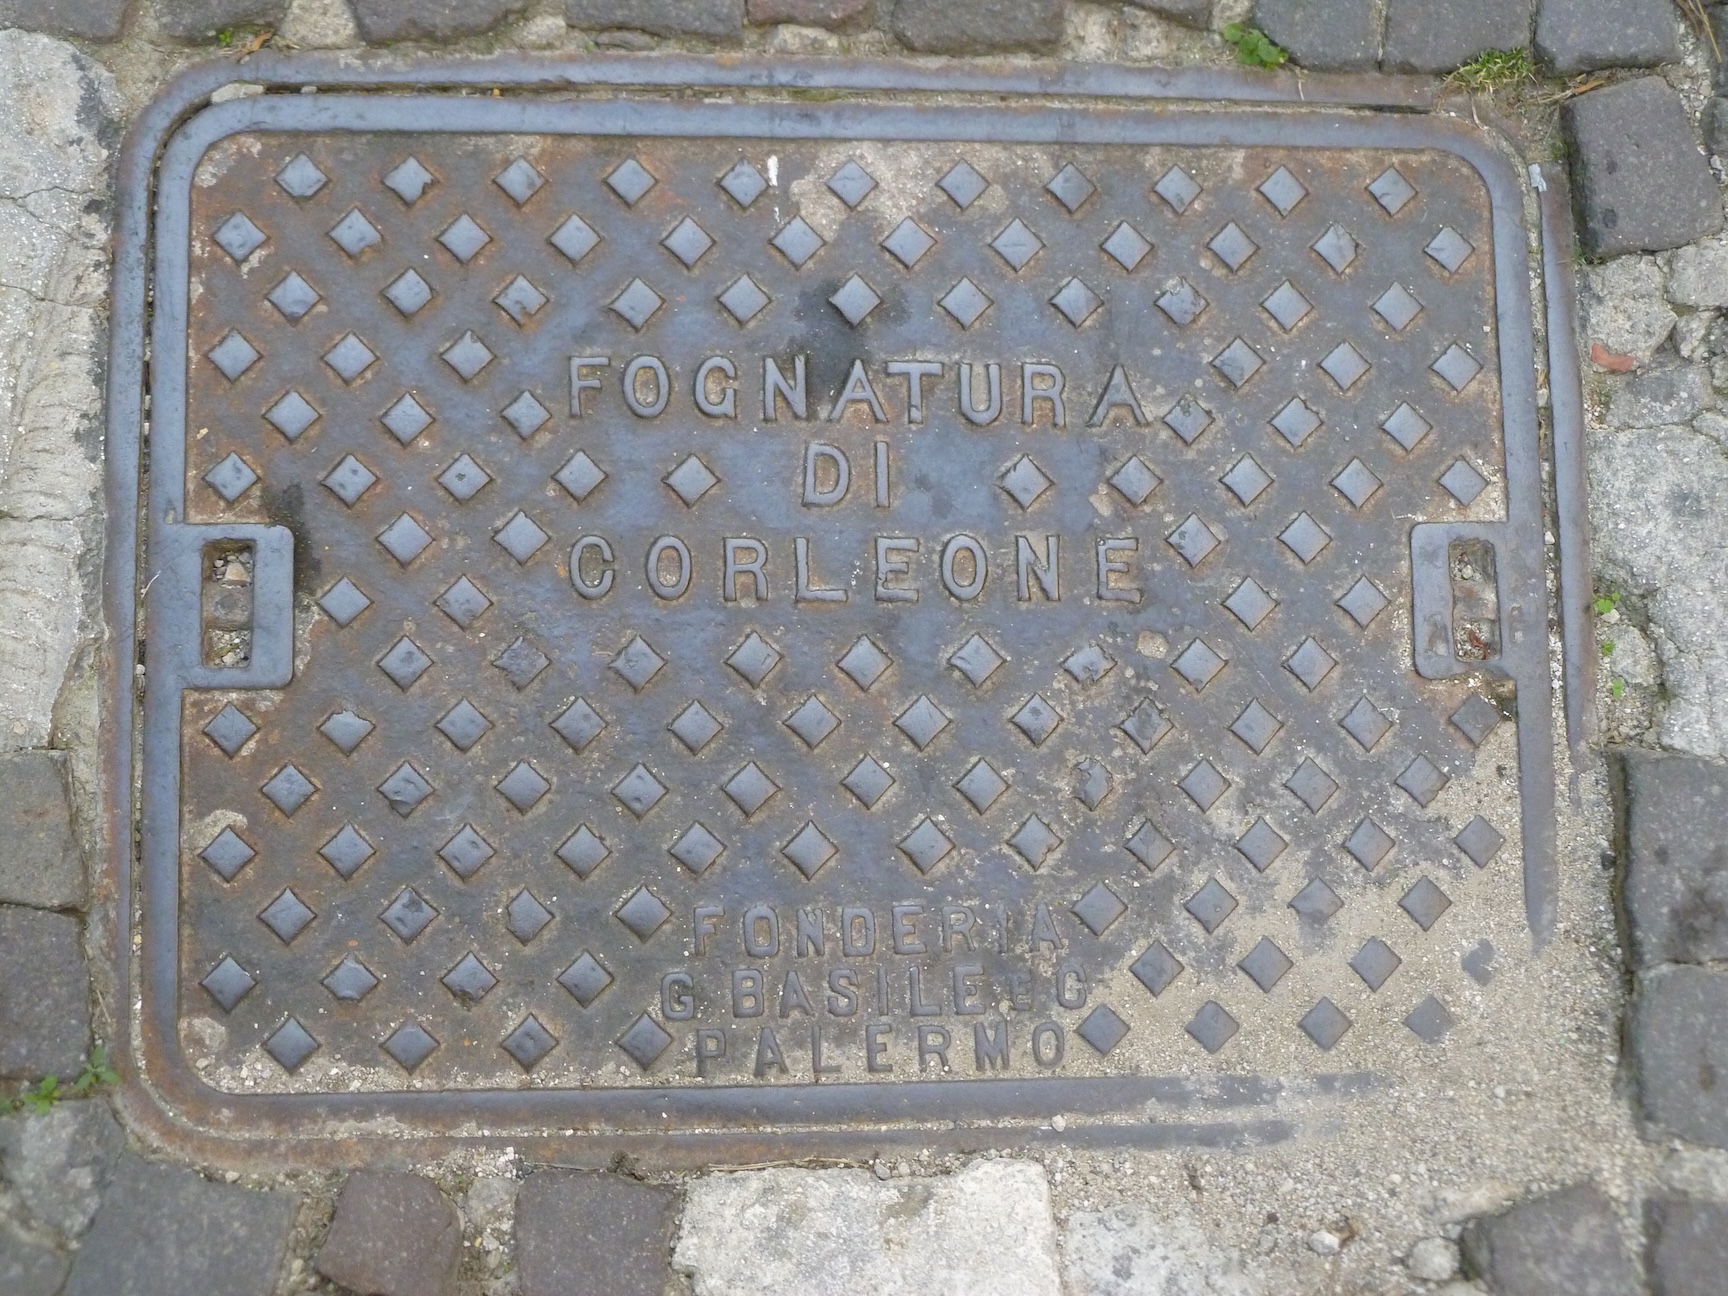 FOGNATURA
DI
CORLEONE
FONDERIA
G BASILE E C
PALERMO